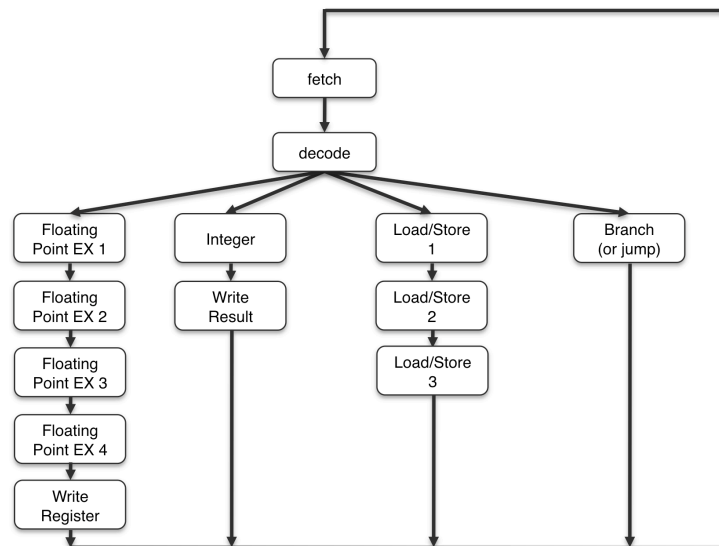 fetch
decode
Floating
Point EX 1
Integer
Load/Store
1
Branch
(or jump)
Floating
Point EX 2
Write
Result
Load/Store
2
Floating
Point EX 3
Load/Store
3
Floating
Point EX 4
Write
Register